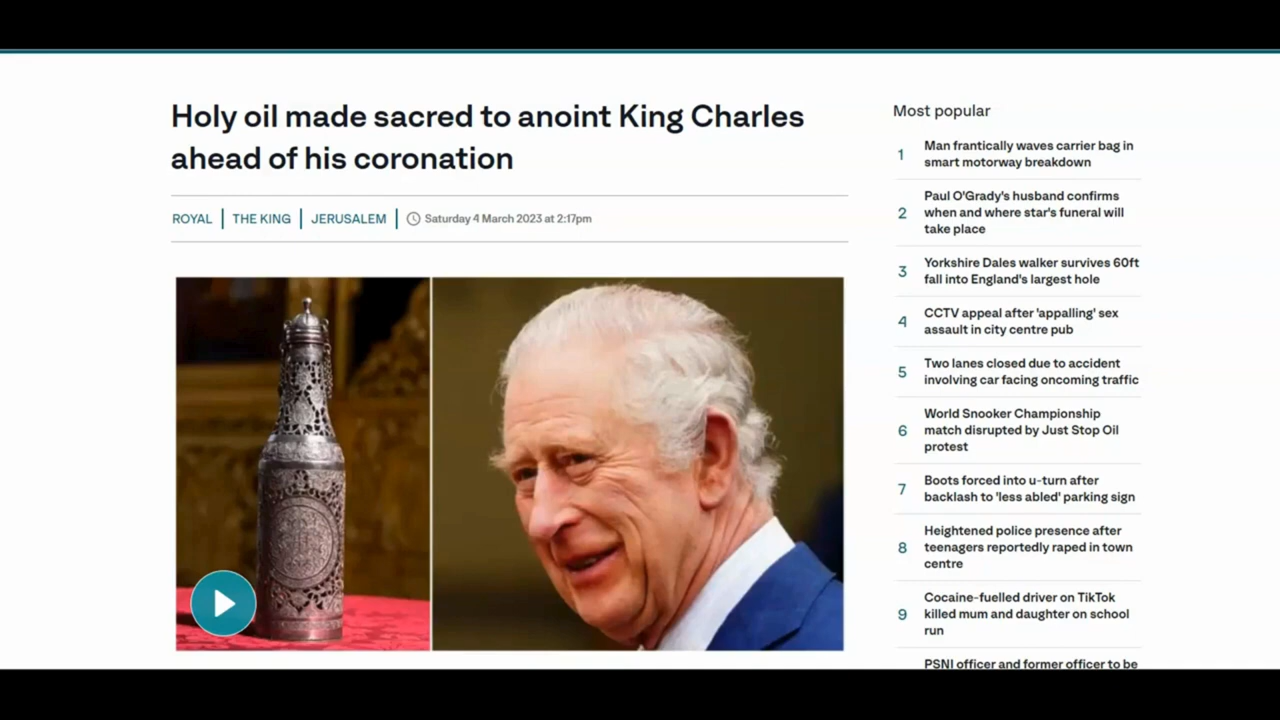 Holy oil made sacred to anoint King Charles
ahead of his coronation
ROYAL | THE KING | JERUSALEM | Saturday 4 March 2023 at 2:17pm
Most popular
1
Man frantically waves carrier bag in
smart motorway breakdown
2
Paul O'Grady's husband confirms
when and where star's funeral will
take place
3
Yorkshire Dales walker survives 60ft
fall into England's largest hole
4
CCTV appeal after 'appalling' sex
assault in city centre pub
5
Two lanes closed due to accident
involving car facing oncoming traffic
6
World Snooker Championship
match disrupted by Just Stop Oil
protest
7
Boots forced into u-turn after
backlash to 'less abled' parking sign
8
Heightened police presence after
teenagers reportedly raped in town
centre
9
Cocaine-fuelled driver on TikTok
killed mum and daughter on school
run
PSNI officer and former officer to be